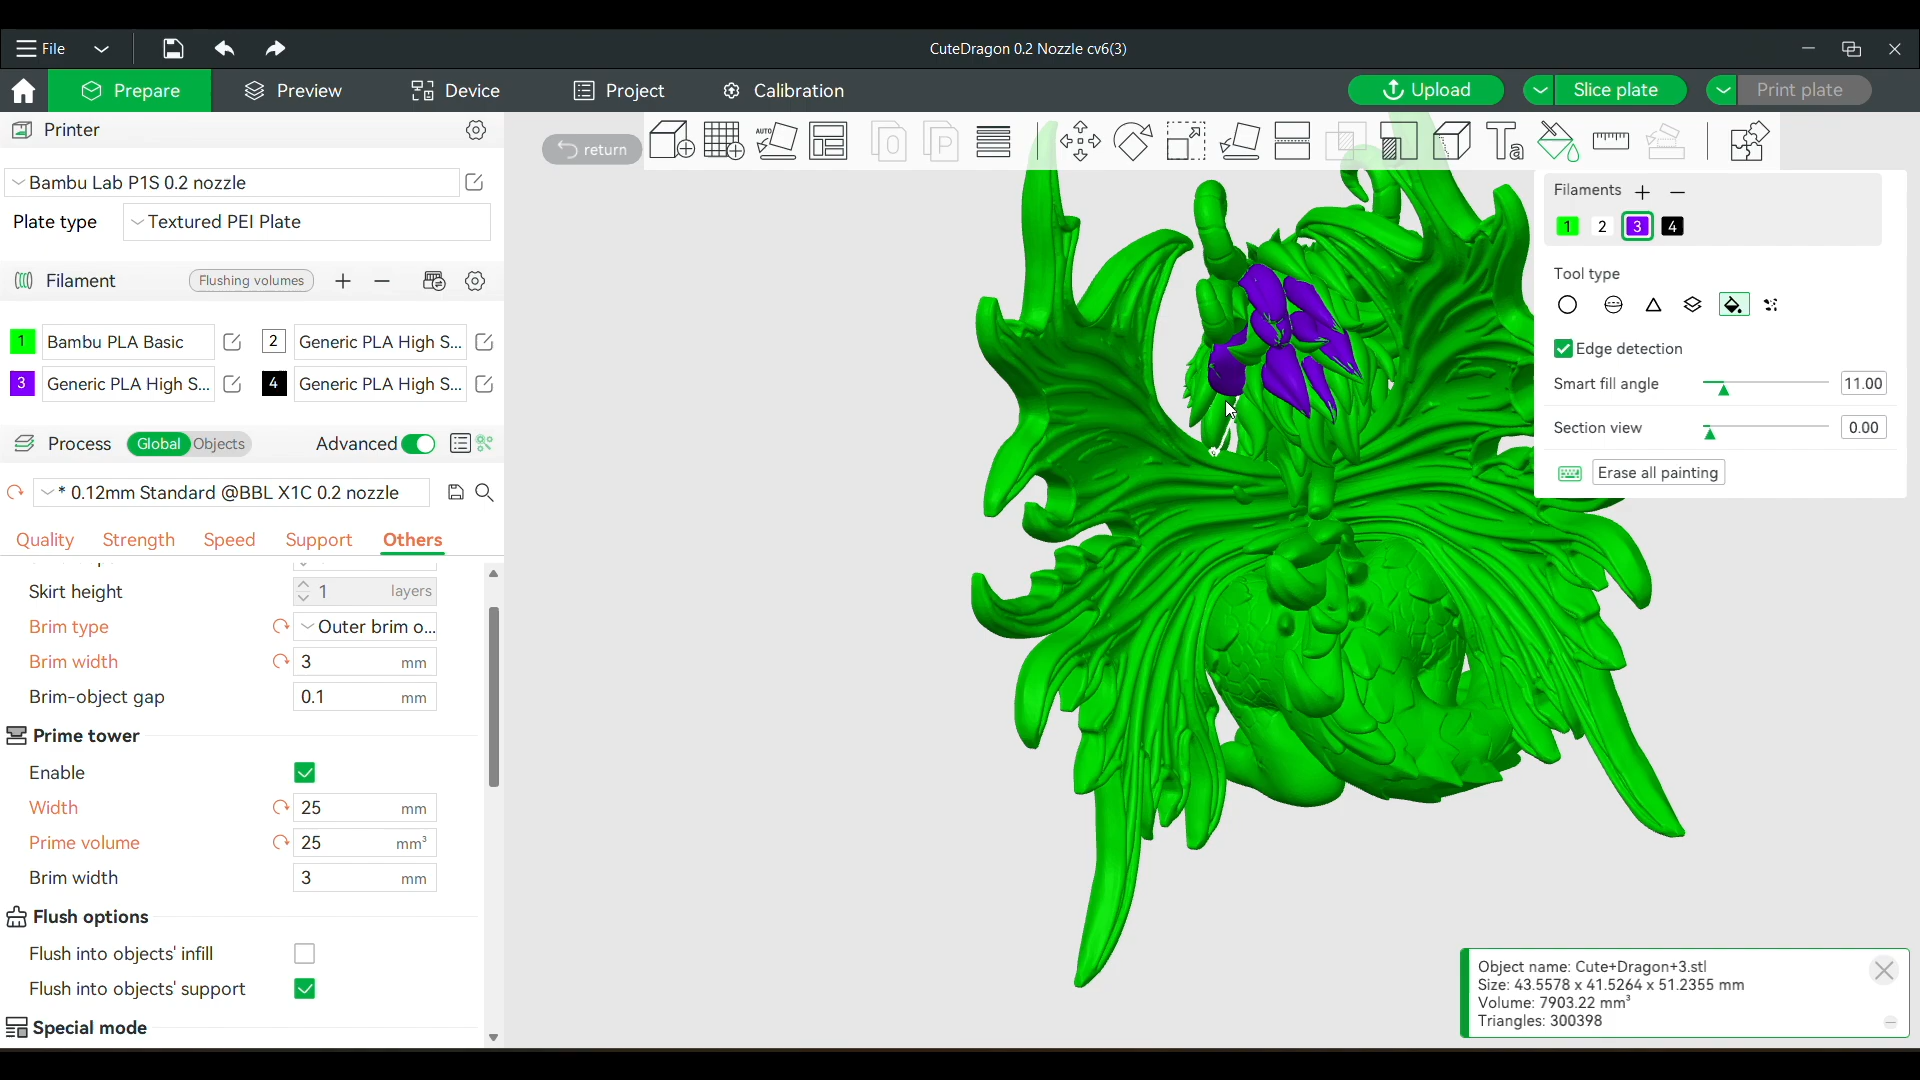 File
CuteDragon 0.2 Nozzle cv6(3)
Prepare
Preview
Device
Project
Calibration
Upload
Slice plate
Print plate
Printer
return
AUTO
Bambu Lab P1S 0.2 nozzle
Plate type
Textured PEI Plate
Filament
Flushing volumes
1 Bambu PLA Basic
2 Generic PLA High S...
3 Generic PLA High S...
4 Generic PLA High S...
Process
Global
Objects
Advanced
* 0.12mm Standard @BBL X1C 0.2 nozzle
Quality
Strength
Speed
Support
Others
Skirt height 1 layers
Brim type Outer brim o...
Brim width 3 mm
Brim-object gap 0.1 mm
Prime tower
Enable
Width 25 mm
Prime volume 25 mm³
Brim width 3 mm
Flush options
Flush into objects' infill
Flush into objects' support
Special mode
Filaments
1 2 3 4
Tool type
Edge detection
Smart fill angle 11.00
Section view 0.00
Erase all painting
Object name: Cute+Dragon+3.stl
Size: 43.5578 x 41.5264 x 51.2355 mm
Volume: 7903.22 mm³
Triangles: 300398